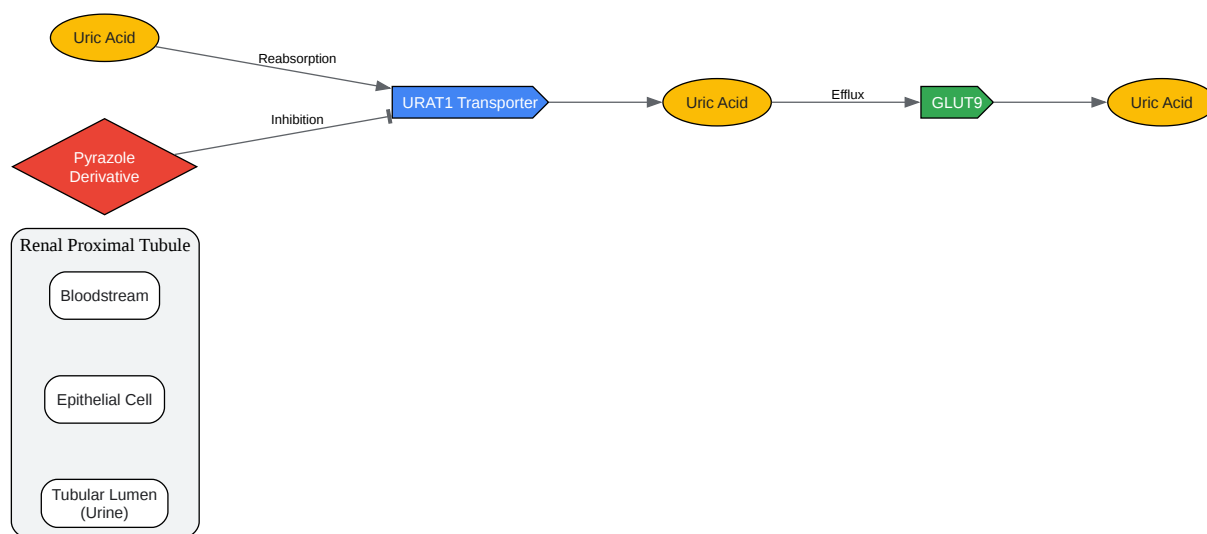 Uric Acid
Reabsorption
URAT1 Transporter
Uric Acid
Efflux
GLUT9
Uric Acid
Inhibition
Pyrazole
Derivative
Renal Proximal Tubule
Bloodstream
Epithelial Cell
Tubular Lumen
(Urine)